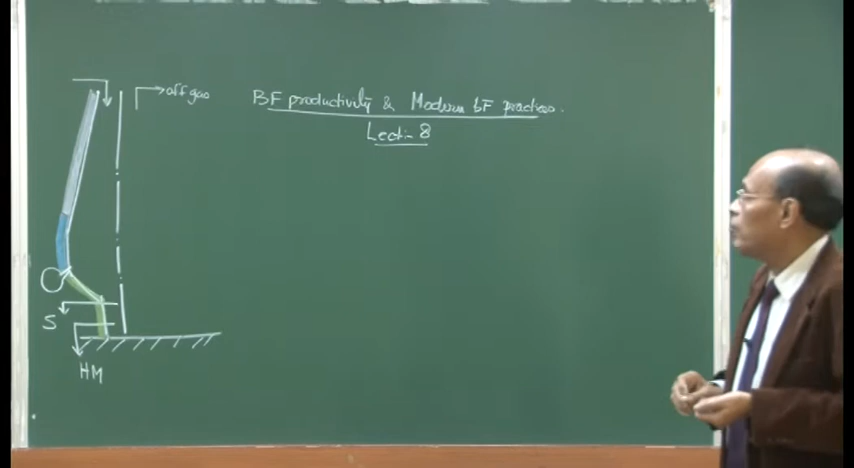 off gas
BF productivity & Modern BF practices.
Lecture 8
S
HM